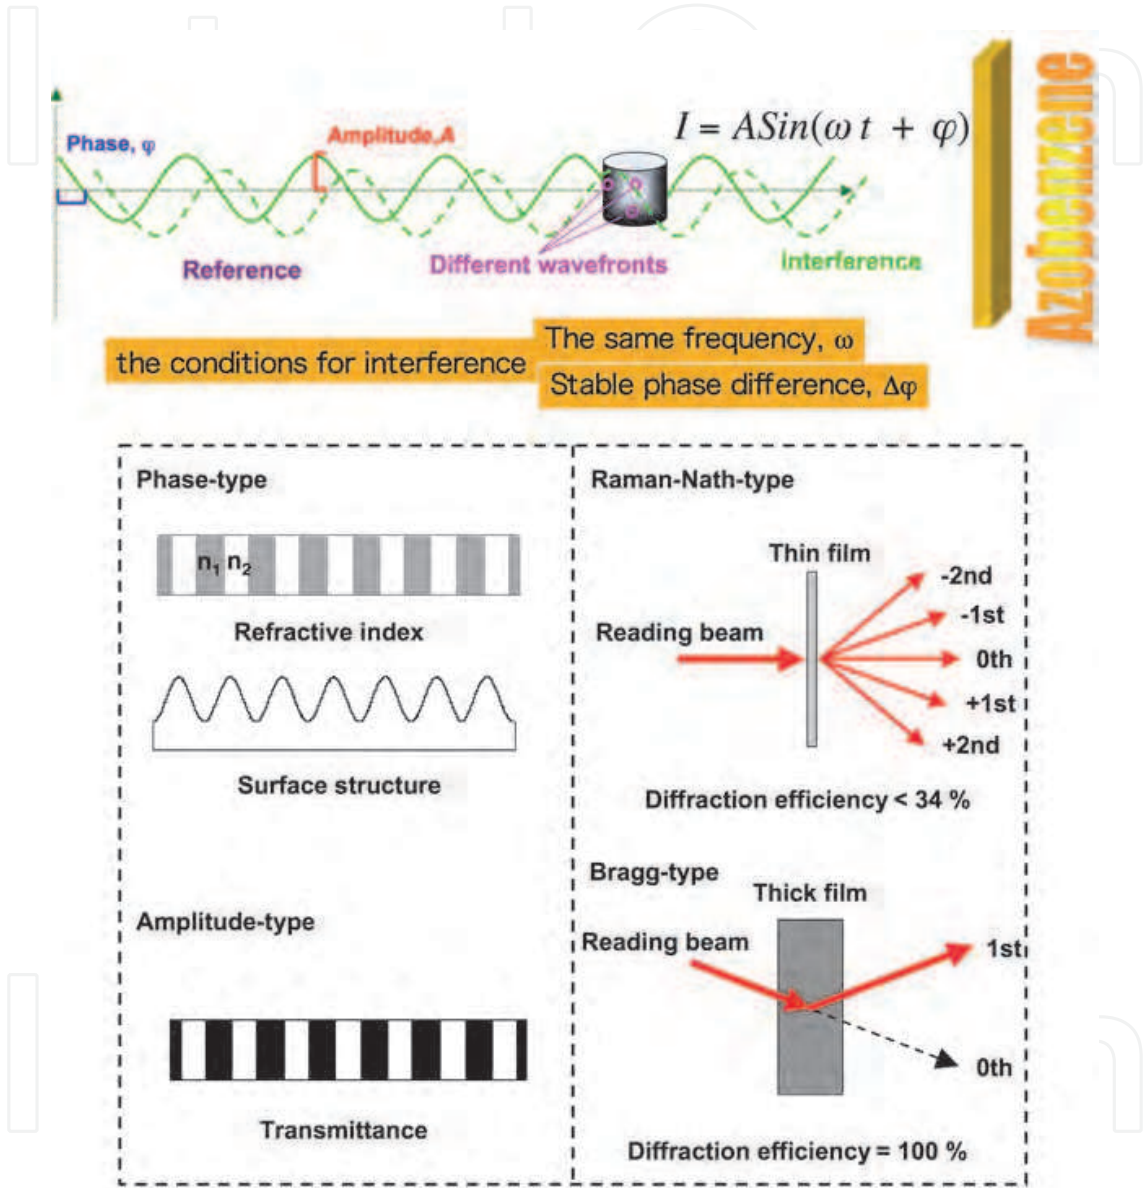 Phase, φ
Amplitude,A
I = ASin(ω t + φ)
Azobenzene
Reference
Different wavefronts
Interference
the conditions for interference
The same frequency, ω
Stable phase difference, Δφ
Phase-type
n₁ n₂
Refractive index
Surface structure
Amplitude-type
Transmittance
Raman-Nath-type
Thin film
Reading beam
-2nd
-1st
0th
+1st
+2nd
Diffraction efficiency < 34 %
Bragg-type
Thick film
Reading beam
1st
0th
Diffraction efficiency = 100 %